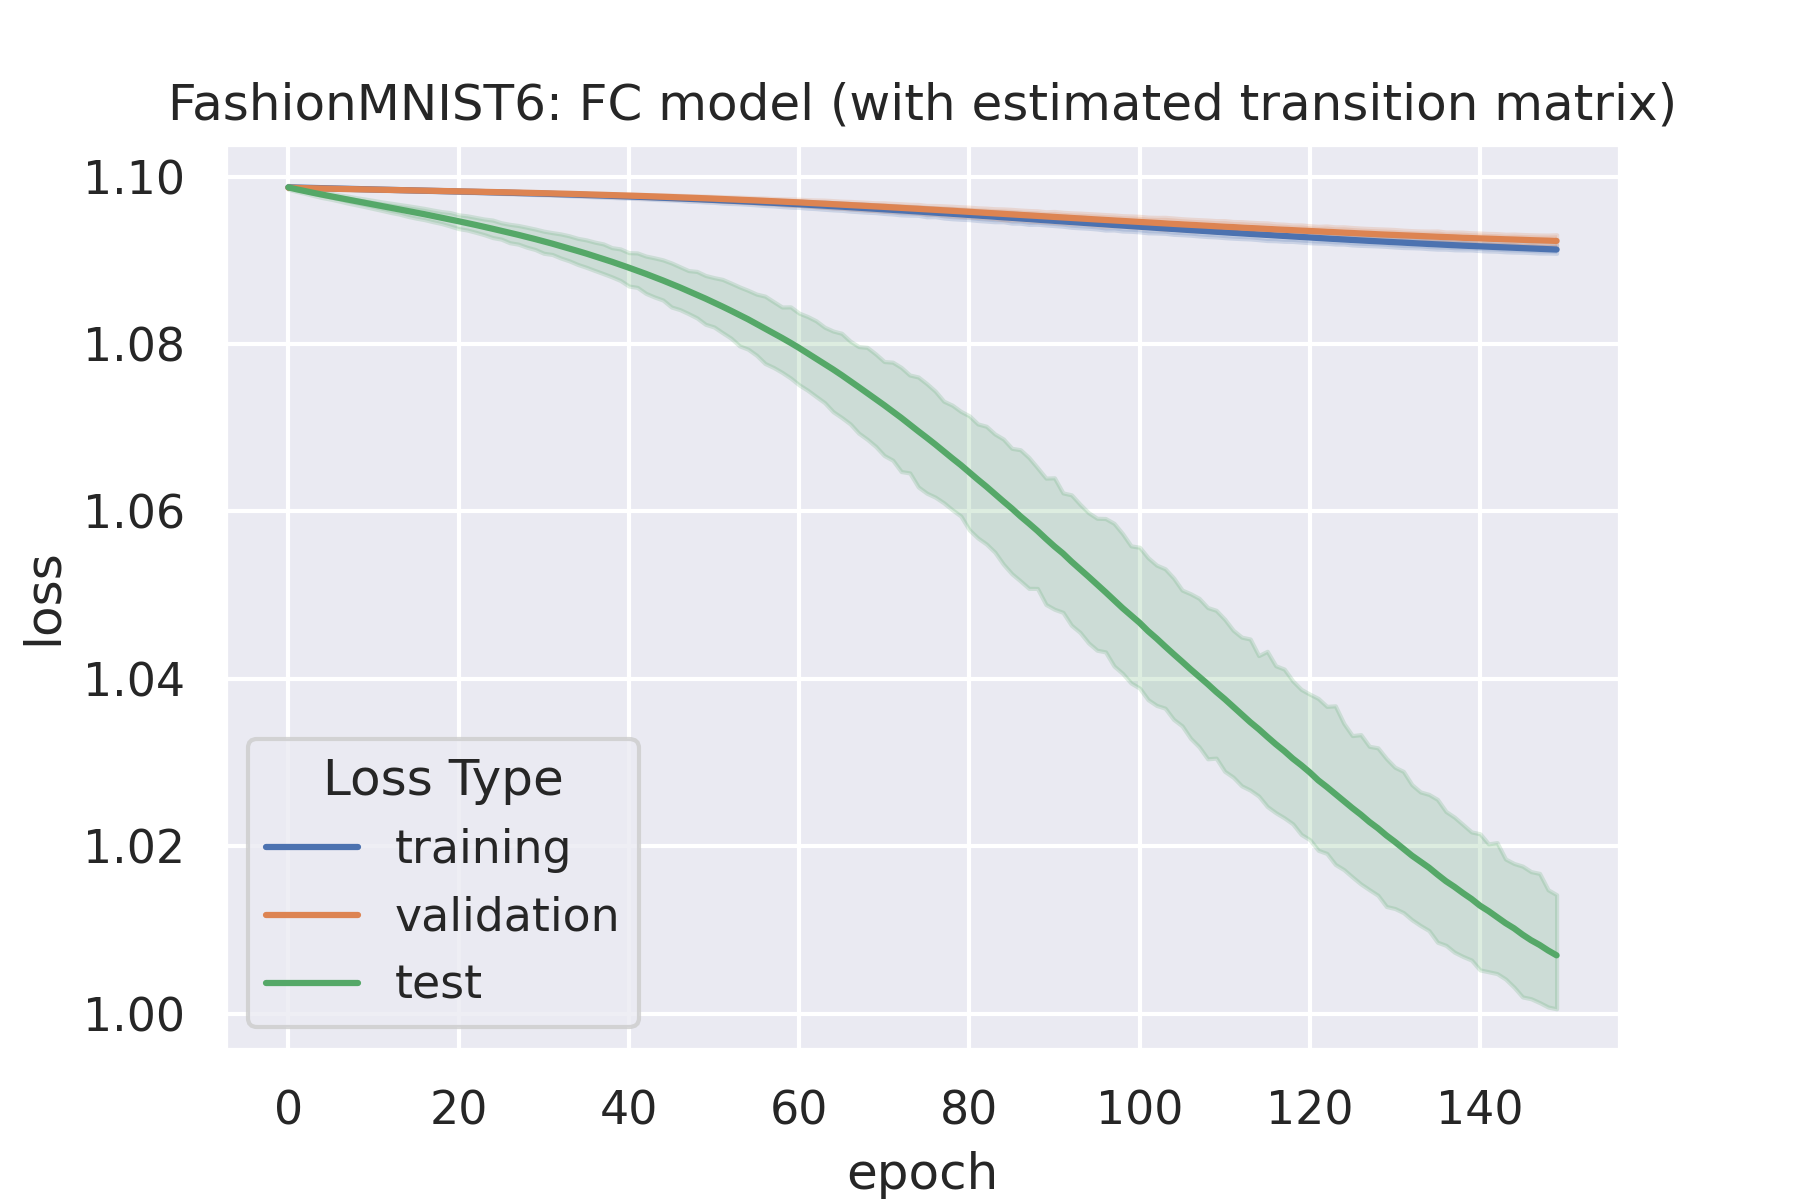 FashionMNIST6: FC model (with estimated transition matrix)
1.10
1.08
1.06
1.04
1.02
1.00
loss
Loss Type
training
validation
test
0 20 40 60 80 100 120 140
epoch